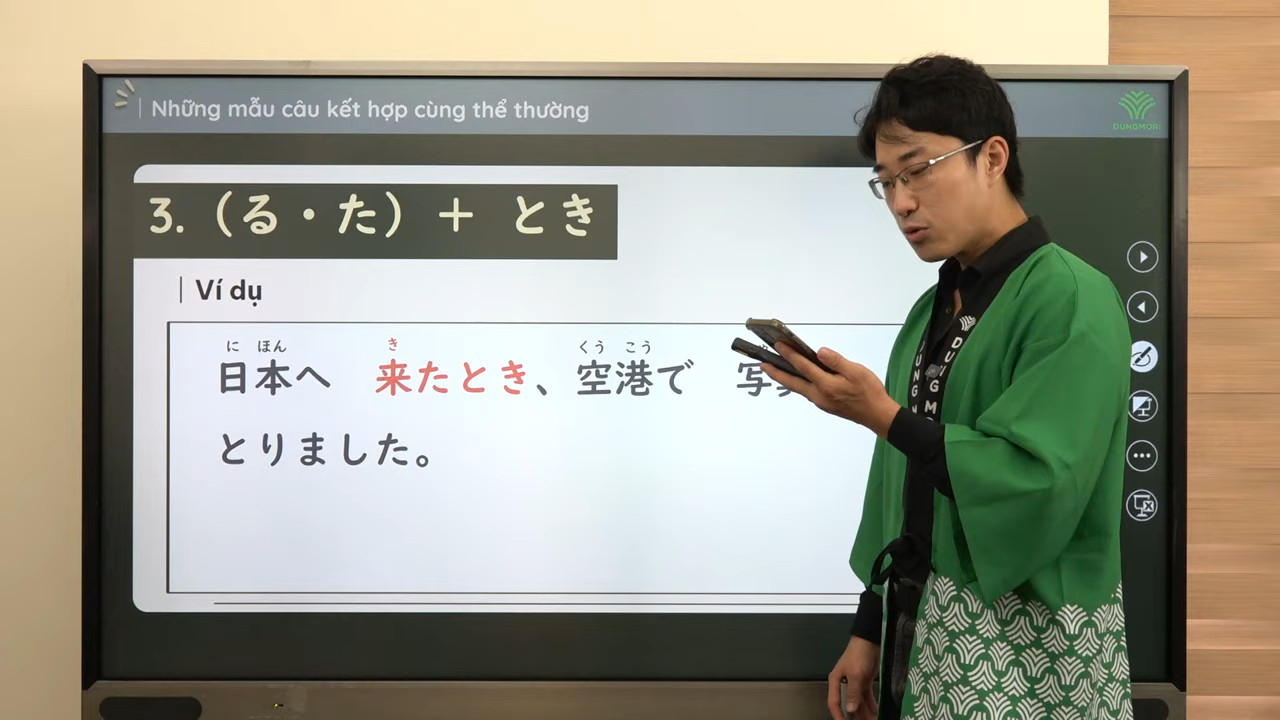 Những mẫu câu kết hợp cùng thể thường
DUNGMORI
3.（る・た）＋ とき
Ví dụ
に ほん き くう こう
日本へ 来たとき、空港で 写
とりました。
DUNGM